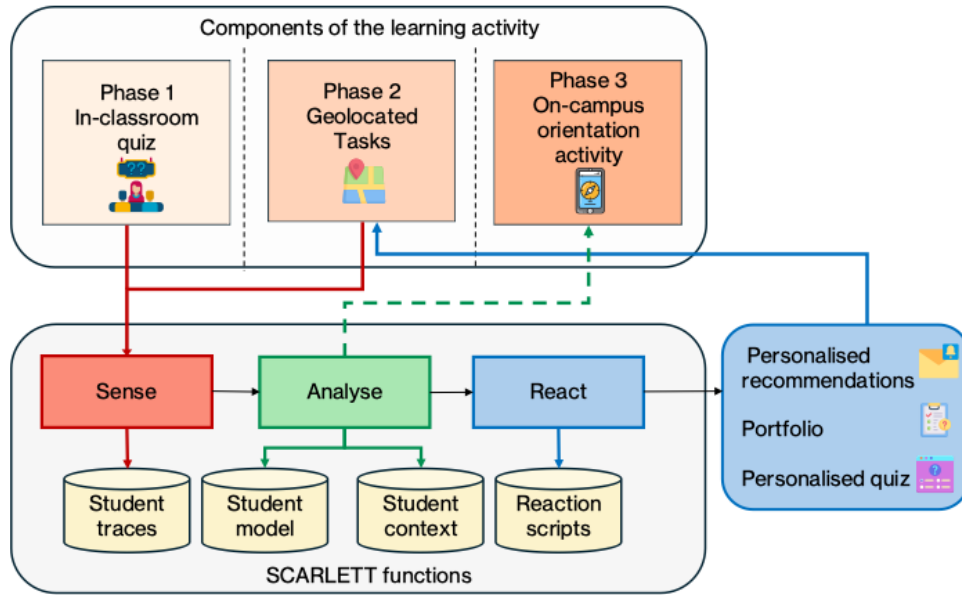 Components of the learning activity
Phase 1
In-classroom
quiz
??
Phase 2
Geolocated
Tasks
Phase 3
On-campus
orientation
activity
Sense
Analyse
React
Student
traces
Student
model
Student
context
Reaction
scripts
SCARLETT functions
Personalised
recommendations
?
Portfolio
?
Personalised quiz